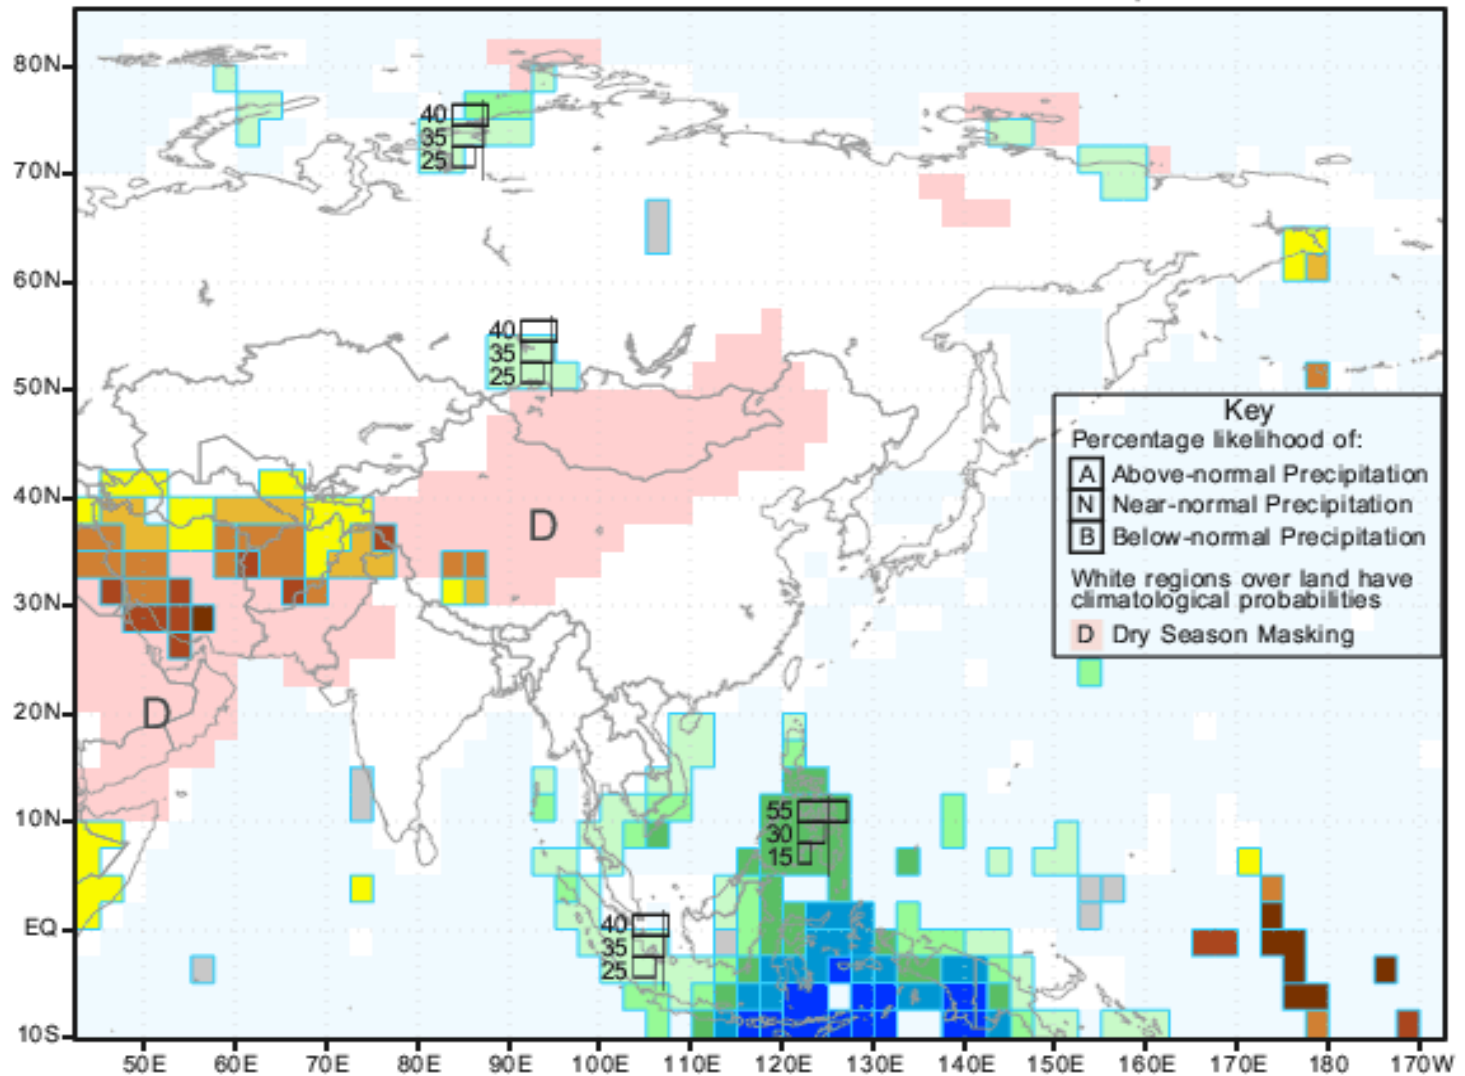 80N
40
35
25
70N
60N
40
35
25
50N
Key
Percentage likelihood of:
A Above-normal Precipitation
N Near-normal Precipitation
B Below-normal Precipitation
White regions over land have
climatological probabilities
D Dry Season Masking
40N
D
30N
20N
D
10N
55
30
15
EQ
40
35
25
10S
50E 60E 70E 80E 90E 100E 110E 120E 130E 140E 150E 160E 170E 180 170W